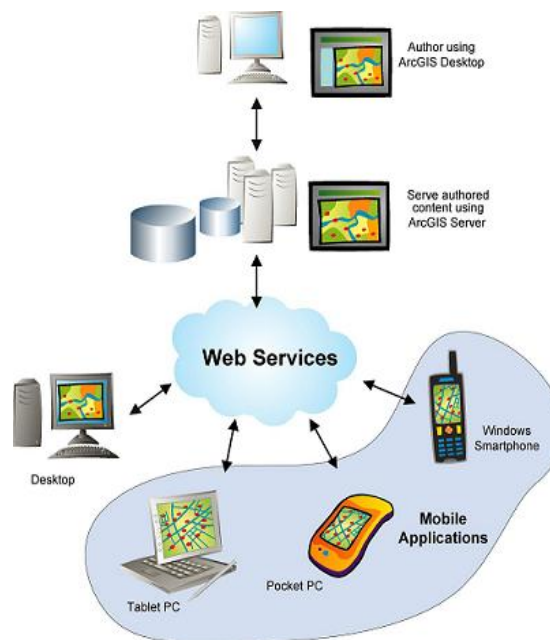 Author using
ArcGIS Desktop
Serve authored
content using
ArcGIS Server
Web Services
Desktop
Windows
Smartphone
Mobile
Applications
Pocket PC
Tablet PC